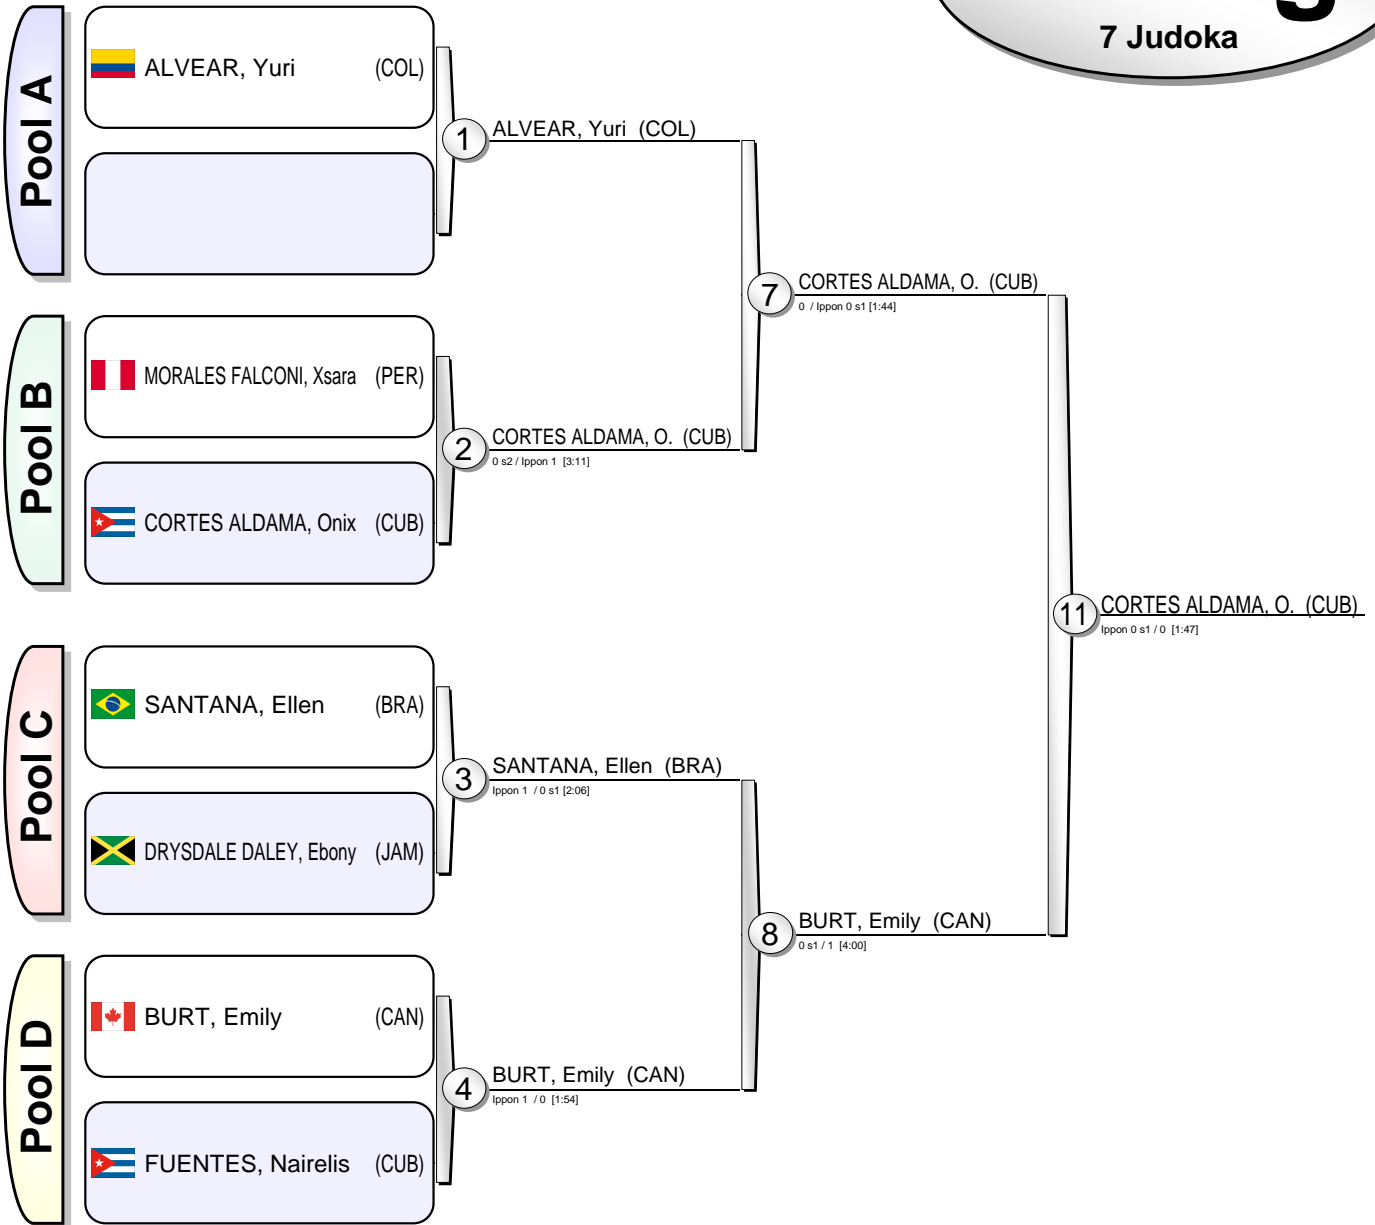 7 Judoka
Pool A
ALVEAR, Yuri (COL)
1
ALVEAR, Yuri (COL)
Pool B
MORALES FALCONI, Xsara (PER)
CORTES ALDAMA, Onix (CUB)
2
CORTES ALDAMA, O. (CUB)
0 s2 / Ippon 1 [3:11]
7
CORTES ALDAMA, O. (CUB)
0 / Ippon 0 s1 [1:44]
Pool C
SANTANA, Ellen (BRA)
DRYSDALE DALEY, Ebony (JAM)
3
SANTANA, Ellen (BRA)
Ippon 1 / 0 s1 [2:06]
Pool D
BURT, Emily (CAN)
FUENTES, Nairelis (CUB)
4
BURT, Emily (CAN)
Ippon 1 / 0 [1:54]
8
BURT, Emily (CAN)
0 s1 / 1 [4:00]
11
CORTES ALDAMA, O. (CUB)
Ippon 0 s1 / 0 [1:47]